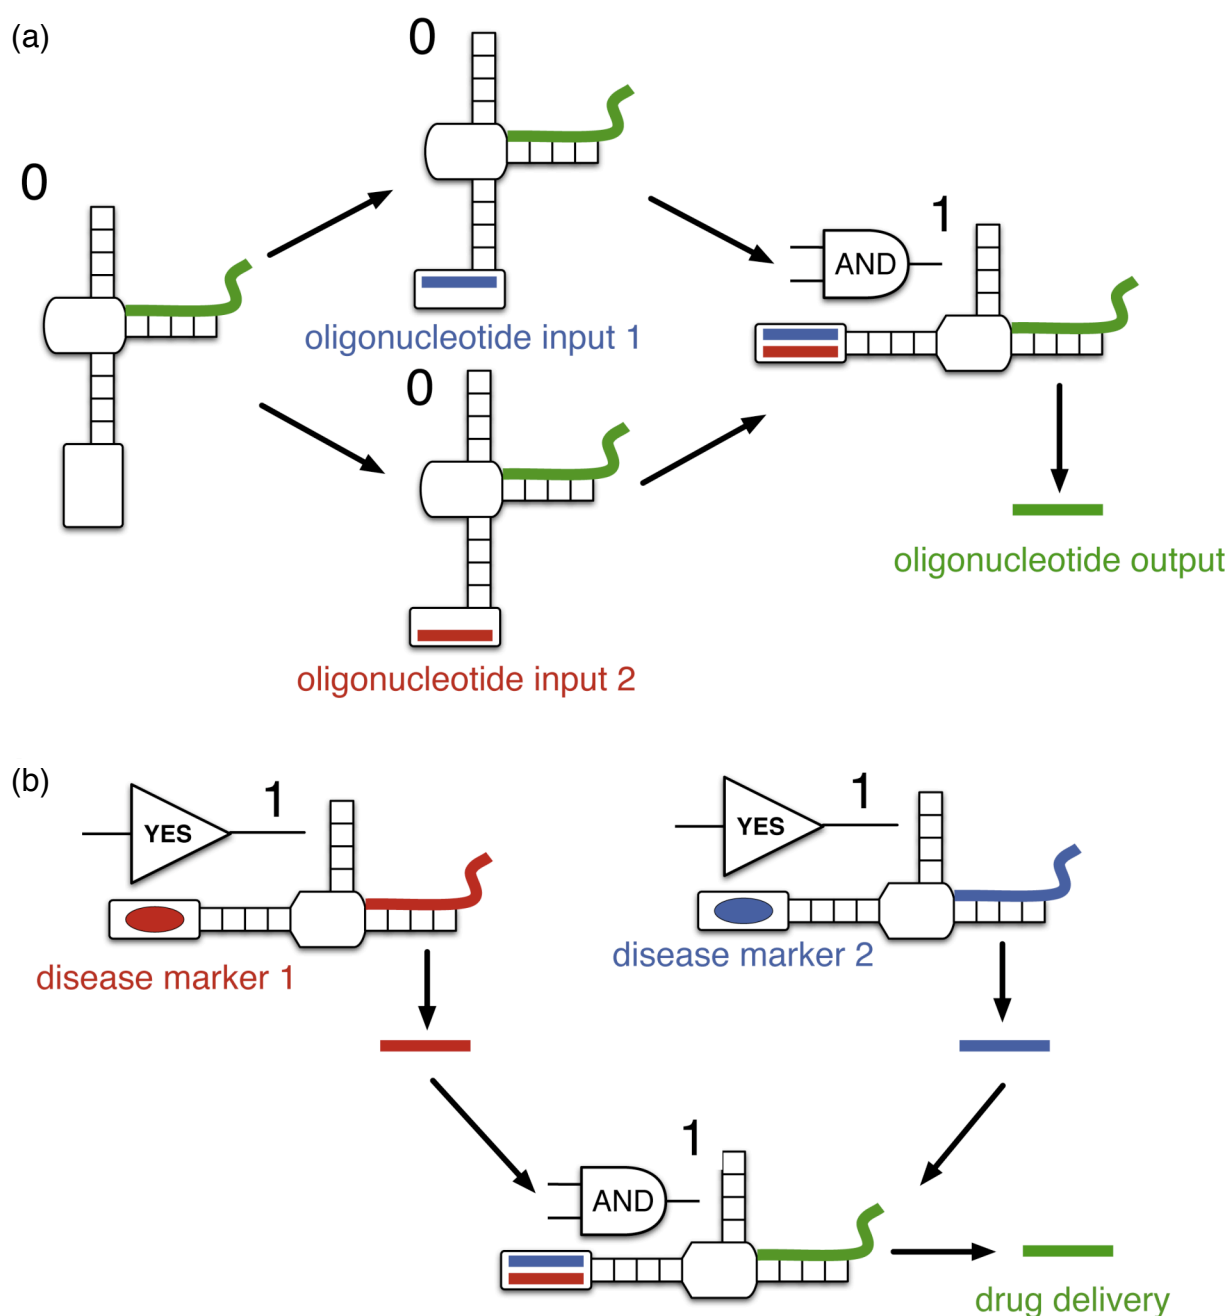 (a)
0
0
oligonucleotide input 1
0
oligonucleotide input 2
1
AND
oligonucleotide output
(b)
1
YES
disease marker 1
1
YES
disease marker 2
1
AND
drug delivery